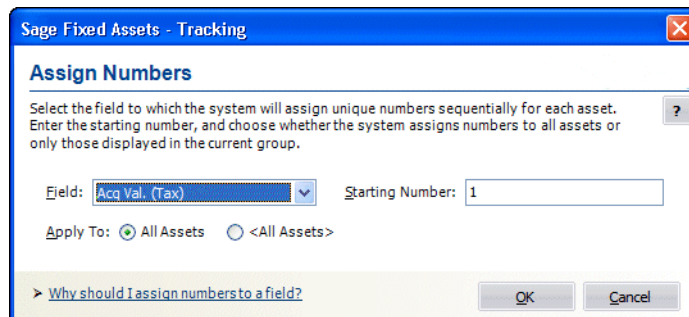 Sage Fixed Assets - Tracking
Assign Numbers
Select the field to which the system will assign unique numbers sequentially for each asset.
Enter the starting number, and choose whether the system assigns numbers to all assets or
only those displayed in the current group.
?
Field: Acq Val. (Tax) Starting Number: 1
Apply To: All Assets <All Assets>
➤ Why should I assign numbers to a field? OK Cancel